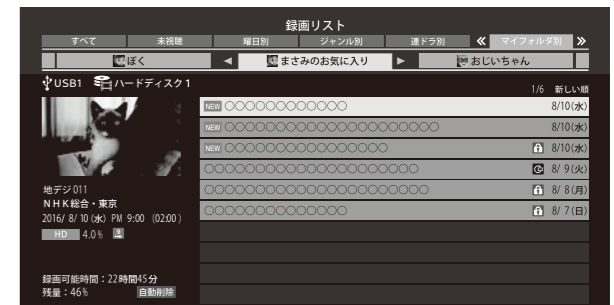 録画リスト
すべて 未視聴 曜日別 ジャンル別 連ドラ別 ≪ マイフォルダ別 ≫
ぼく ◀ まさみのお気に入り ▶ おじいちゃん
USB1 ハードディスク1
1/6 新しい順
NEW 〇〇〇〇〇〇〇〇〇〇〇〇 8/10(水)
NEW 〇〇〇〇〇〇〇〇〇〇〇〇〇〇〇〇〇〇〇〇〇 8/10(水)
NEW 〇〇〇〇〇〇〇〇〇〇〇〇〇〇〇〇 8/10(水)
〇〇〇〇〇〇〇〇〇〇〇〇〇〇〇〇〇〇〇〇〇 8/ 9(火)
〇〇〇〇〇〇〇〇〇〇〇〇〇〇〇〇〇〇〇〇〇〇 8/ 8(月)
〇〇〇〇〇〇〇〇〇〇〇〇〇〇 8/ 7(日)
地デジ011
NHK総合・東京
2016/ 8/10(水) PM 9:00 (02:00)
HD 4.0%
録画可能時間:22時間45分
残量:46% 自動削除